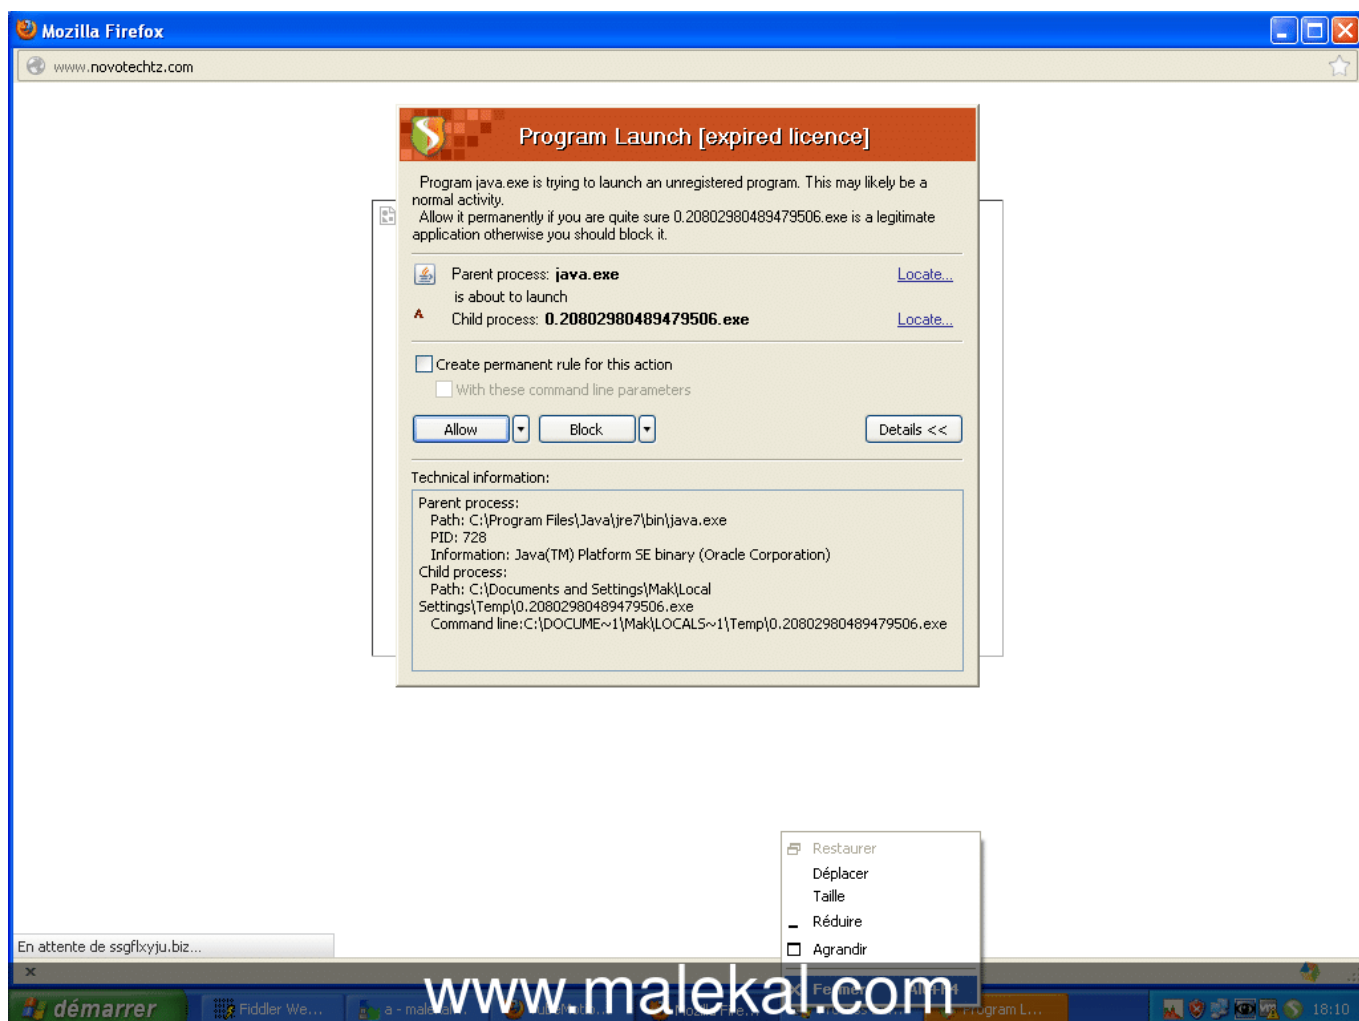 Mozilla Firefox
www.novotechtz.com
Program Launch [expired licence]
Program java.exe is trying to launch an unregistered program. This may likely be a
normal activity.
Allow it permanently if you are quite sure 0.20802980489479506.exe is a legitimate
application otherwise you should block it.
Parent process: java.exe
Locate...
is about to launch
Child process: 0.20802980489479506.exe
Locate...
Create permanent rule for this action
With these command line parameters
Allow
Block
Details <<
Technical information:
Parent process:
Path: C:\Program Files\Java\jre7\bin\java.exe
PID: 728
Information: Java(TM) Platform SE binary (Oracle Corporation)
Child process:
Path: C:\Documents and Settings\Mak\Local
Settings\Temp\0.20802980489479506.exe
Command line:C:\DOCUME~1\Mak\LOCALS~1\Temp\0.20802980489479506.exe
Restaurer
Déplacer
Taille
Réduire
Agrandir
Fermer
En attente de ssgflxyju.biz...
www.malekal.com
démarrer
Fiddler We...
18:10